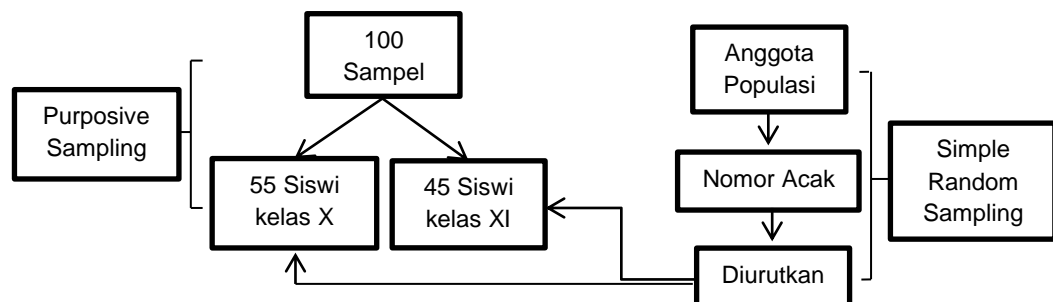 100
Sampel
Purposive
Sampling
55 Siswi
kelas X
45 Siswi
kelas XI
Anggota
Populasi
Nomor Acak
Diurutkan
Simple
Random
Sampling